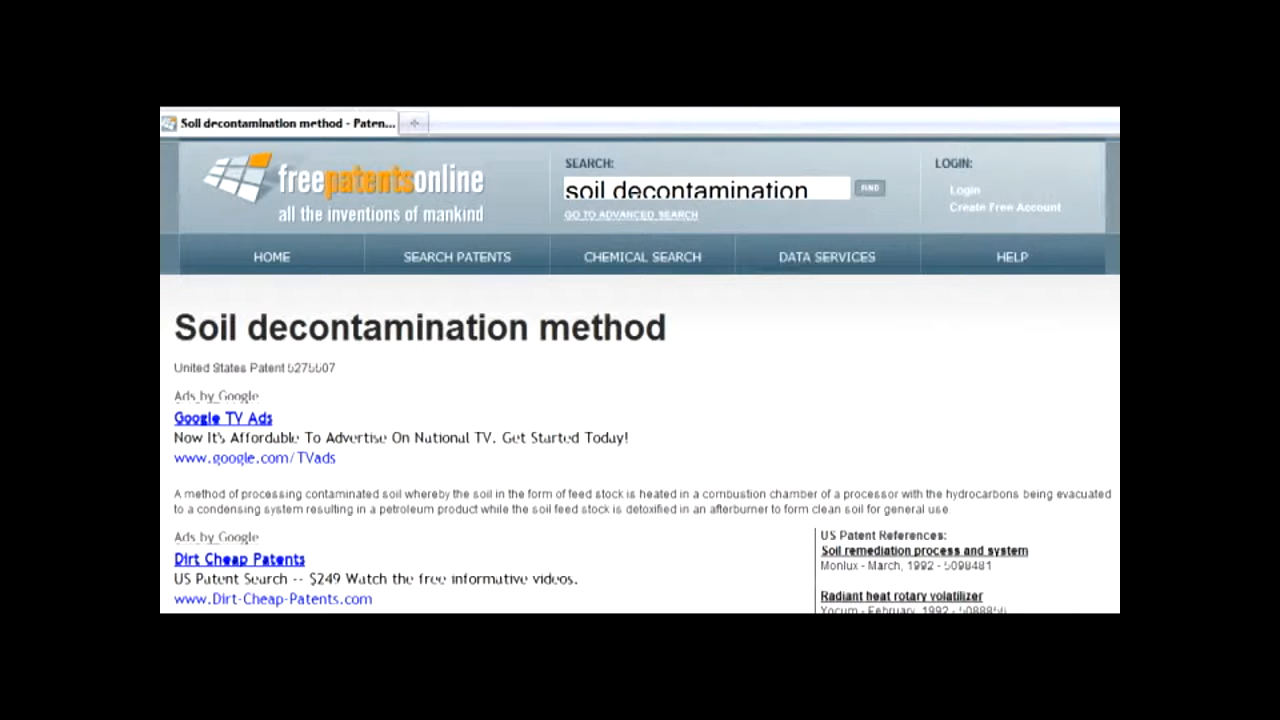 Soil decontamination method - Paten...
freepatentsonline
all the inventions of mankind
SEARCH:
soil decontamination
FIND
GO TO ADVANCED SEARCH
LOGIN:
Login
Create Free Account
HOME
SEARCH PATENTS
CHEMICAL SEARCH
DATA SERVICES
HELP
Soil decontamination method
United States Patent 5275507
Ads by Google
Google TV Ads
Now It's Affordable To Advertise On National TV. Get Started Today!
www.google.com/TVads
A method of processing contaminated soil whereby the soil in the form of feed stock is heated in a combustion chamber of a processor with the hydrocarbons being evacuated
to a condensing system resulting in a petroleum product while the soil feed stock is detoxified in an afterburner to form clean soil for general use
Ads by Google
Dirt Cheap Patents
US Patent Search -- $249 Watch the free informative videos.
www.Dirt-Cheap-Patents.com
US Patent References:
Soil remediation process and system
Monlux - March, 1992 - 5098481
Radiant heat rotary volatilizer
Yocum - February, 1992 -